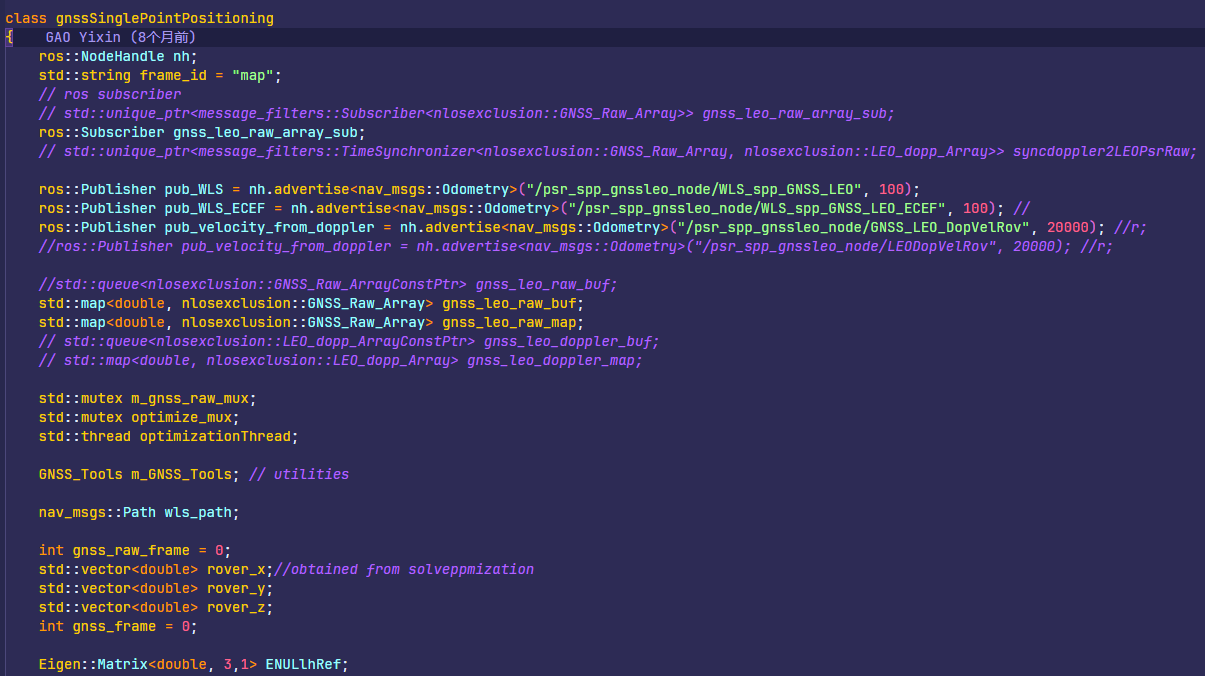 class gnssSinglePointPositioning
{    GAO Yixin (8个月前)
    ros::NodeHandle nh;
    std::string frame_id = "map";
    // ros subscriber
    // std::unique_ptr<message_filters::Subscriber<nlosexclusion::GNSS_Raw_Array>> gnss_leo_raw_array_sub;
    ros::Subscriber gnss_leo_raw_array_sub;
    // std::unique_ptr<message_filters::TimeSynchronizer<nlosexclusion::GNSS_Raw_Array, nlosexclusion::LEO_dopp_Array>> syncdoppler2LEOPsrRaw;

    ros::Publisher pub_WLS = nh.advertise<nav_msgs::Odometry>("/psr_spp_gnssleo_node/WLS_spp_GNSS_LEO", 100);
    ros::Publisher pub_WLS_ECEF = nh.advertise<nav_msgs::Odometry>("/psr_spp_gnssleo_node/WLS_spp_GNSS_LEO_ECEF", 100); //
    ros::Publisher pub_velocity_from_doppler = nh.advertise<nav_msgs::Odometry>("/psr_spp_gnssleo_node/GNSS_LEO_DopVelRov", 20000); //r;
    //ros::Publisher pub_velocity_from_doppler = nh.advertise<nav_msgs::Odometry>("/psr_spp_gnssleo_node/LEODopVelRov", 20000); //r;

    //std::queue<nlosexclusion::GNSS_Raw_ArrayConstPtr> gnss_leo_raw_buf;
    std::map<double, nlosexclusion::GNSS_Raw_Array> gnss_leo_raw_buf;
    std::map<double, nlosexclusion::GNSS_Raw_Array> gnss_leo_raw_map;
    // std::queue<nlosexclusion::LEO_dopp_ArrayConstPtr> gnss_leo_doppler_buf;
    // std::map<double, nlosexclusion::LEO_dopp_Array> gnss_leo_doppler_map;

    std::mutex m_gnss_raw_mux;
    std::mutex optimize_mux;
    std::thread optimizationThread;

    GNSS_Tools m_GNSS_Tools; // utilities

    nav_msgs::Path wls_path;

    int gnss_raw_frame = 0;
    std::vector<double> rover_x;//obtained from solveppmization
    std::vector<double> rover_y;
    std::vector<double> rover_z;
    int gnss_frame = 0;

    Eigen::Matrix<double, 3,1> ENULlhRef;